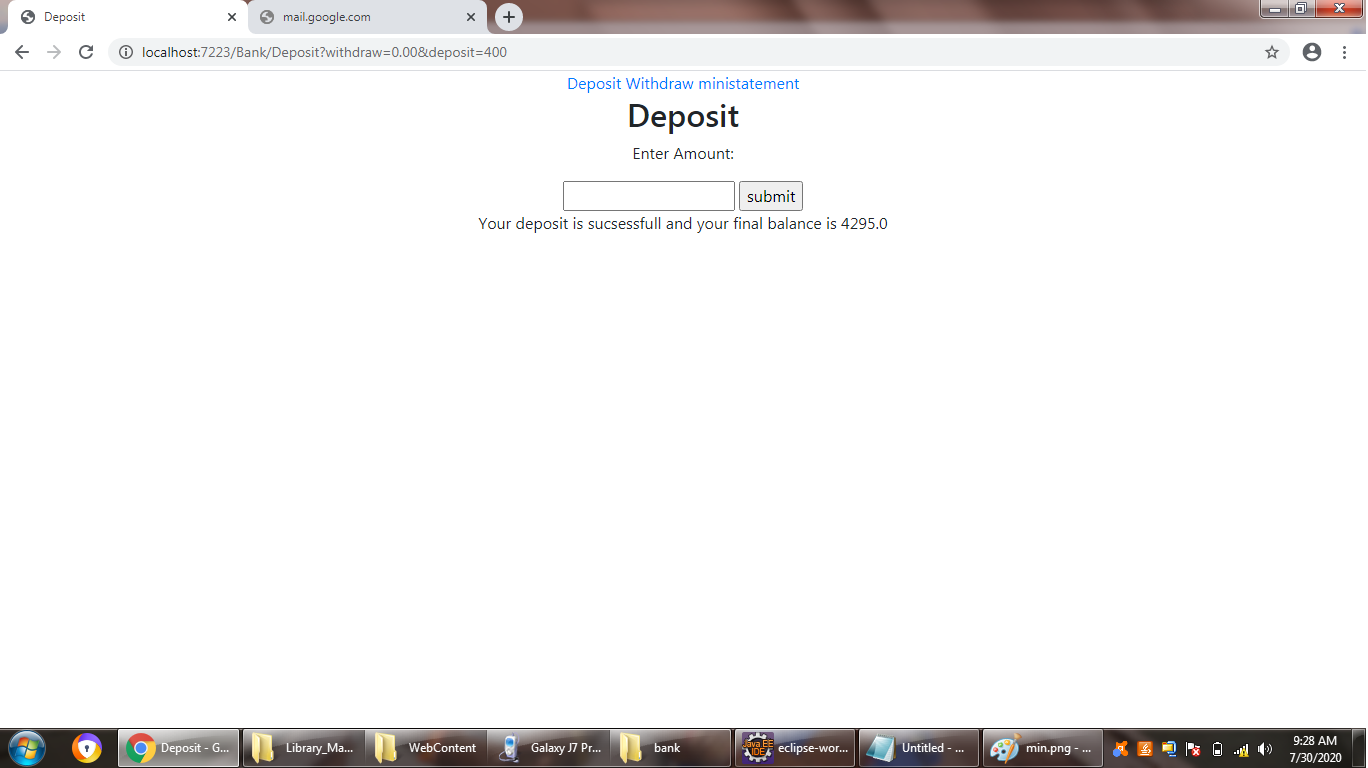 Deposit
mail.google.com
localhost:7223/Bank/Deposit?withdraw=0.00&deposit=400
Deposit Withdraw ministatement
Deposit
Enter Amount:
submit
Your deposit is sucsessfull and your final balance is 4295.0
Deposit - G...
Library_Ma...
WebContent
Galaxy J7 Pr...
bank
Java EE
IDE
eclipse-wor...
Untitled - ...
min.png - ...
9:28 AM
7/30/2020